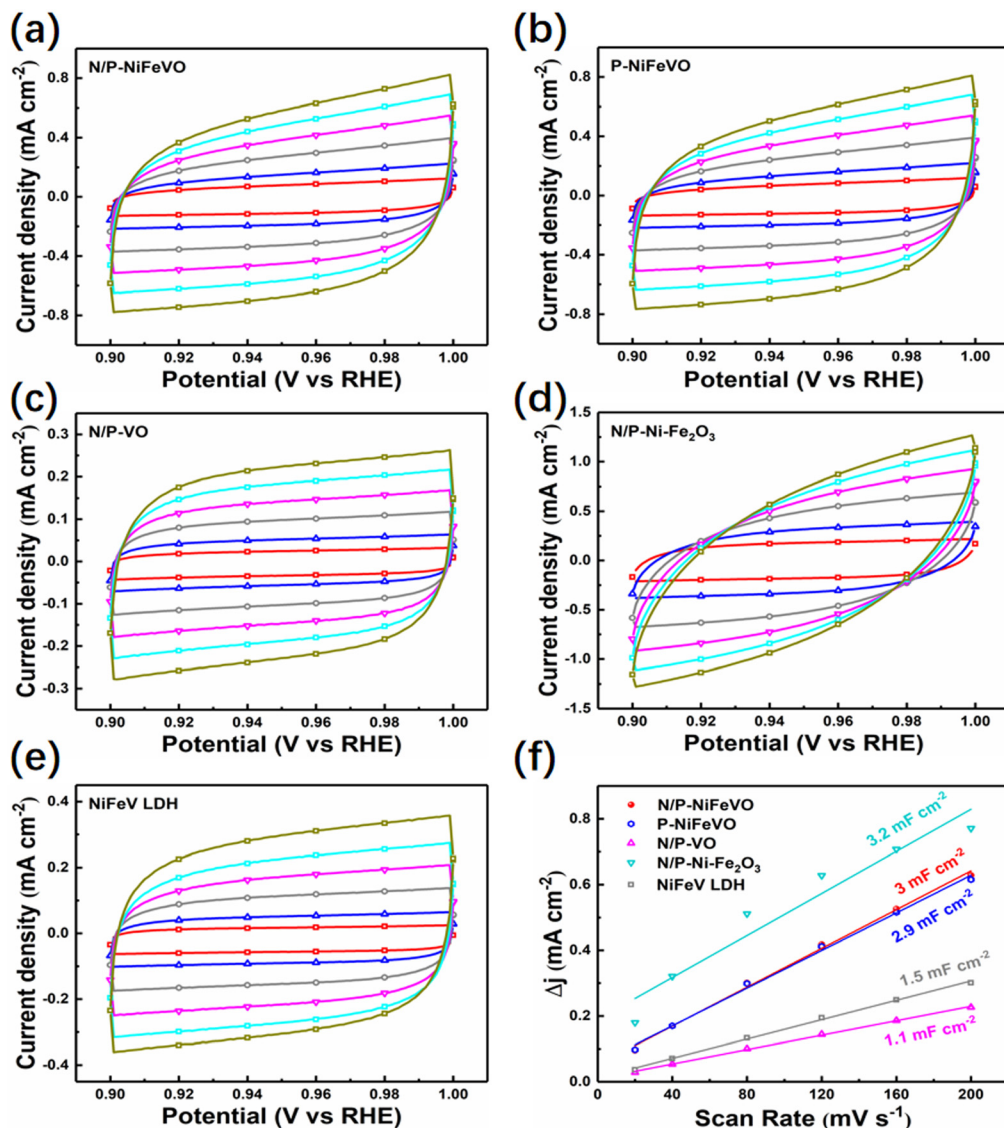 (a)
N/P-NiFeVO
0.8
0.4
0.0
-0.4
-0.8
Current density (mA cm⁻²)
0.90 0.92 0.94 0.96 0.98 1.00
Potential (V vs RHE)
(b)
P-NiFeVO
0.8
0.4
0.0
-0.4
-0.8
Current density (mA cm⁻²)
0.90 0.92 0.94 0.96 0.98 1.00
Potential (V vs RHE)
(c)
N/P-VO
0.3
0.2
0.1
0.0
-0.1
-0.2
-0.3
Current density (mA cm⁻²)
0.90 0.92 0.94 0.96 0.98 1.00
Potential (V vs RHE)
(d)
N/P-Ni-Fe₂O₃
1.5
1.0
0.5
0.0
-0.5
-1.0
-1.5
Current density (mA cm⁻²)
0.90 0.92 0.94 0.96 0.98 1.00
Potential (V vs RHE)
(e)
NiFeV LDH
0.4
0.2
0.0
-0.2
-0.4
Current density (mA cm⁻²)
0.90 0.92 0.94 0.96 0.98 1.00
Potential (V vs RHE)
(f)
N/P-NiFeVO
P-NiFeVO
N/P-VO
N/P-Ni-Fe₂O₃
NiFeV LDH
3.2 mF cm⁻²
3 mF cm⁻²
2.9 mF cm⁻²
1.5 mF cm⁻²
1.1 mF cm⁻²
0.8
0.6
0.4
0.2
0.0
Δj (mA cm⁻²)
0 40 80 120 160 200
Scan Rate (mV s⁻¹)